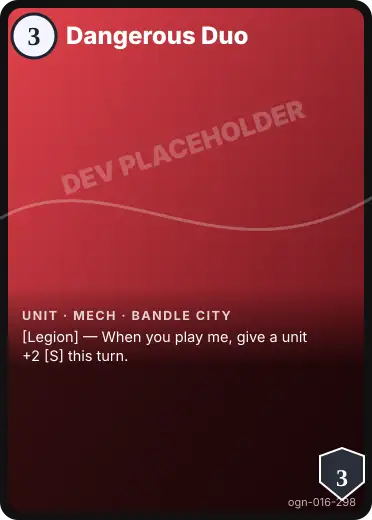 3 Dangerous Duo
DEV PLACEHOLDER
UNIT · MECH · BANDLE CITY
[Legion] — When you play me, give a unit
+2 [S] this turn.
3
ogn-016-298